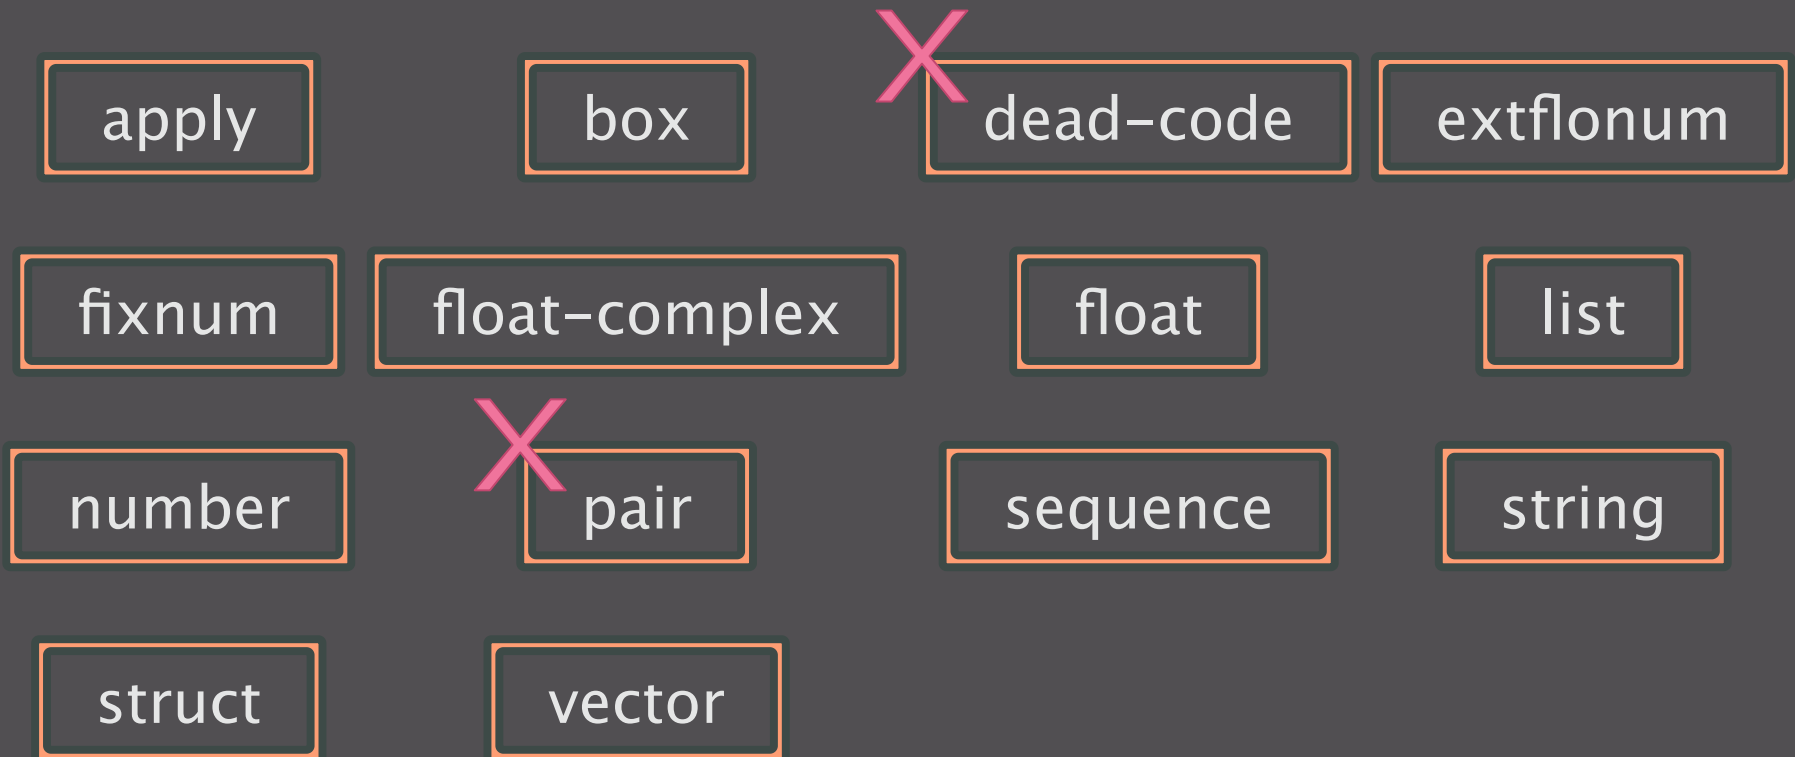 apply box dead-code extflonum
fixnum float-complex float list
number pair sequence string
struct vector